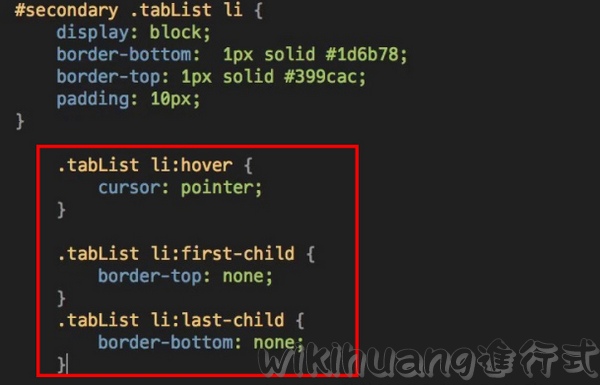 #secondary .tabList li {
display: block;
border-bottom:  1px solid #1d6b78;
border-top: 1px solid #399cac;
padding: 10px;
}
.tabList li:hover {
cursor: pointer;
}
.tabList li:first-child {
border-top: none;
}
.tabList li:last-child {
border-bottom: none;
}
wikihuang進行式